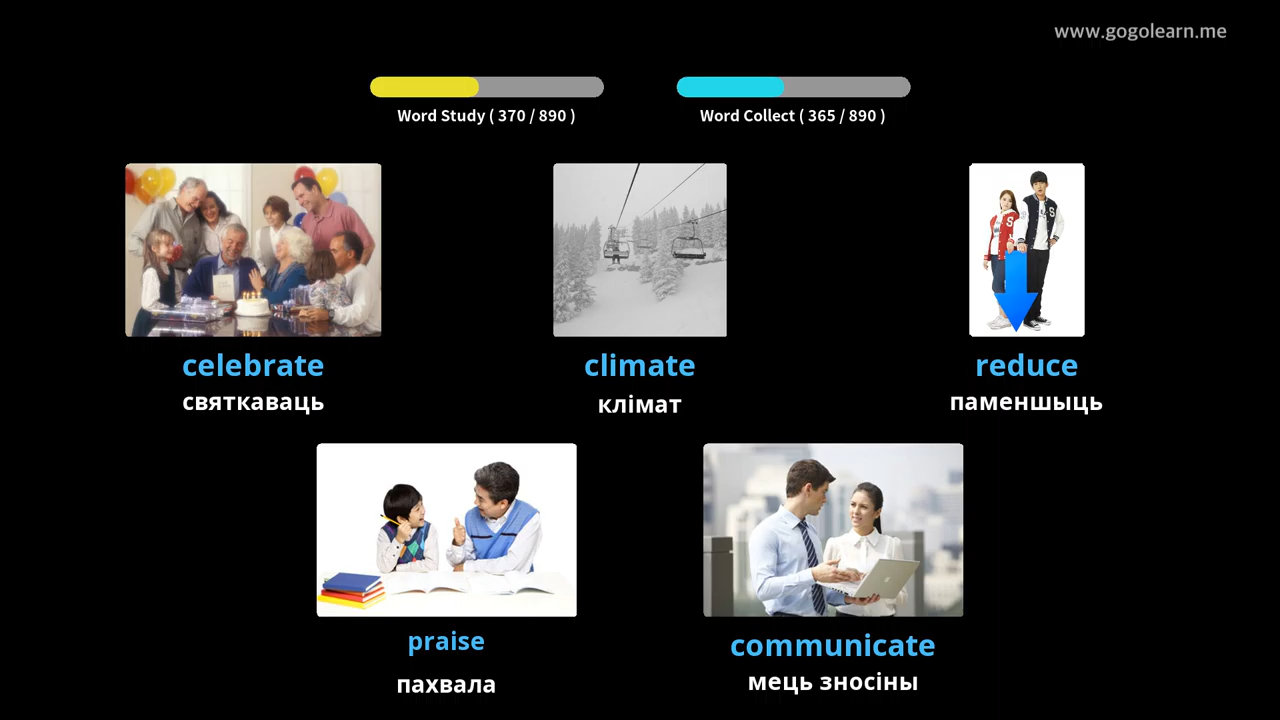 www.gogolearn.me
Word Study ( 370 / 890 )
Word Collect ( 365 / 890 )
celebrate
святкаваць
climate
клімат
S
S
reduce
паменшыць
praise
пахвала
communicate
мець зносіны